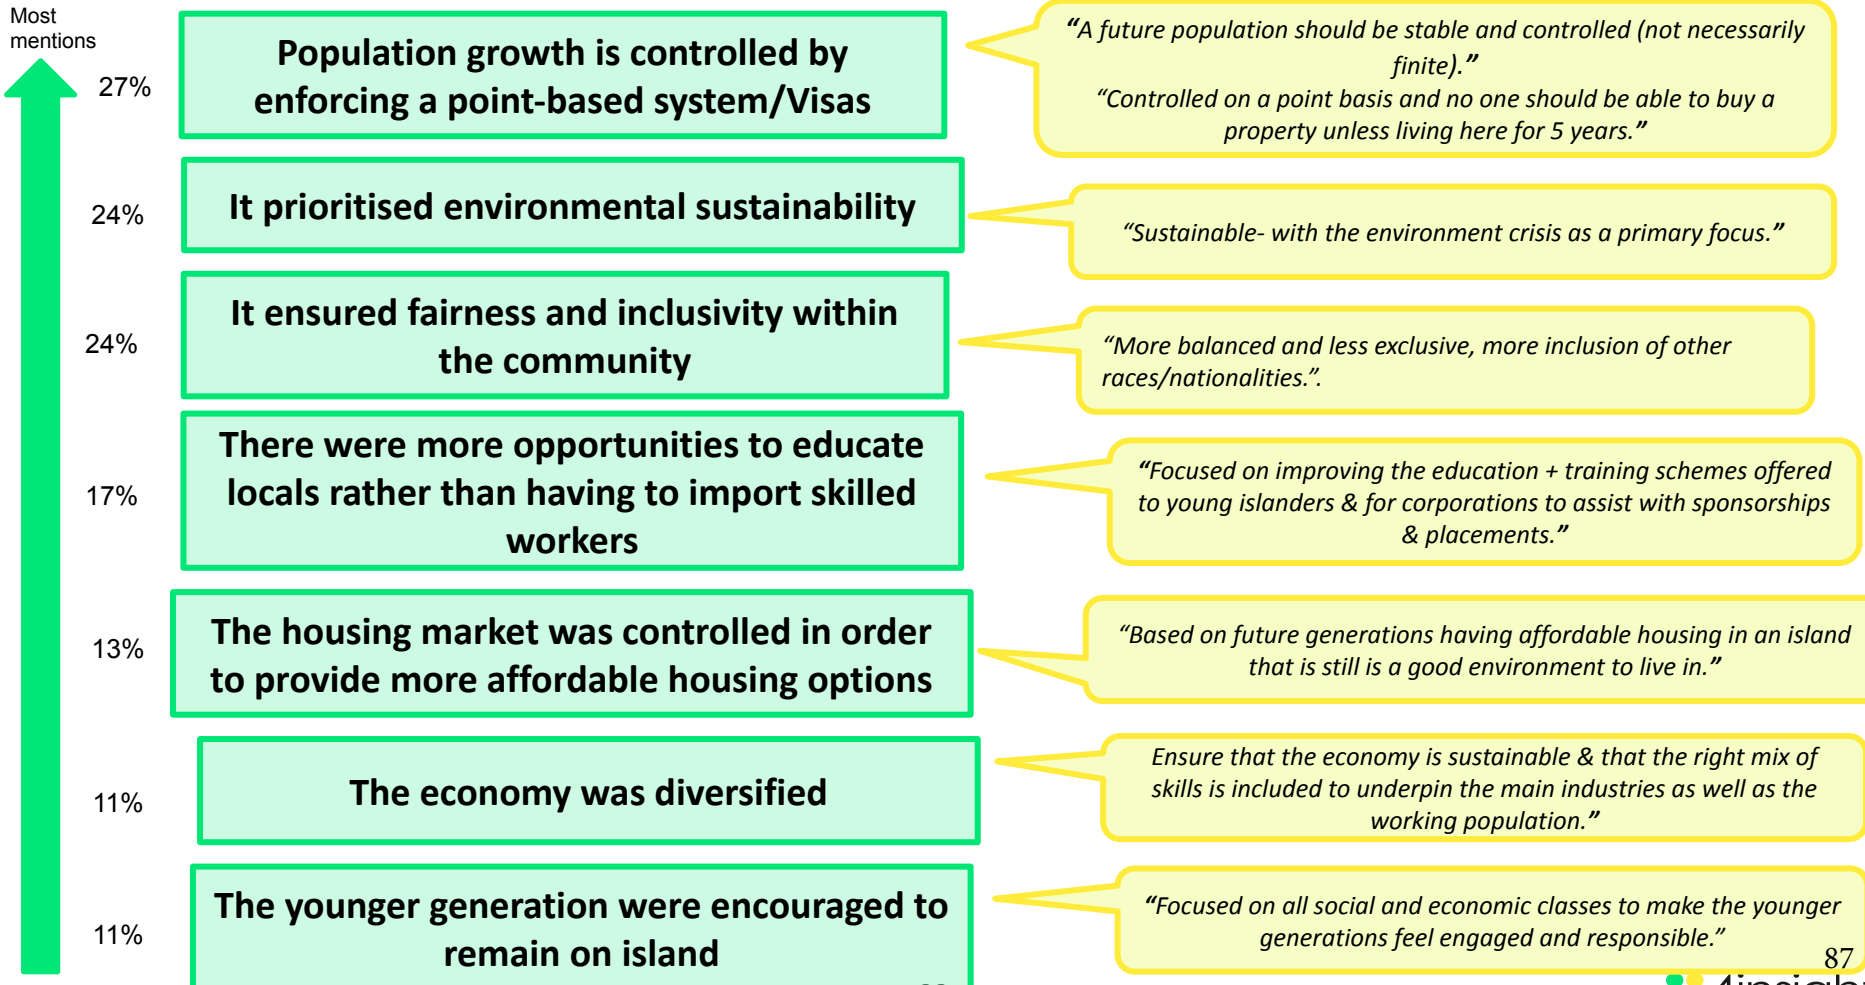 Most
mentions
27%
Population growth is controlled by
enforcing a point-based system/Visas
“A future population should be stable and controlled (not necessarily
finite).”
“Controlled on a point basis and no one should be able to buy a
property unless living here for 5 years.”
24%
It prioritised environmental sustainability
“Sustainable- with the environment crisis as a primary focus.”
24%
It ensured fairness and inclusivity within
the community
“More balanced and less exclusive, more inclusion of other
races/nationalities.”.
17%
There were more opportunities to educate
locals rather than having to import skilled
workers
“Focused on improving the education + training schemes offered
to young islanders & for corporations to assist with sponsorships
& placements.”
13%
The housing market was controlled in order
to provide more affordable housing options
“Based on future generations having affordable housing in an island
that is still is a good environment to live in.”
11%
The economy was diversified
Ensure that the economy is sustainable & that the right mix of
skills is included to underpin the main industries as well as the
working population.”
11%
The younger generation were encouraged to
remain on island
“Focused on all social and economic classes to make the younger
generations feel engaged and responsible.”
87